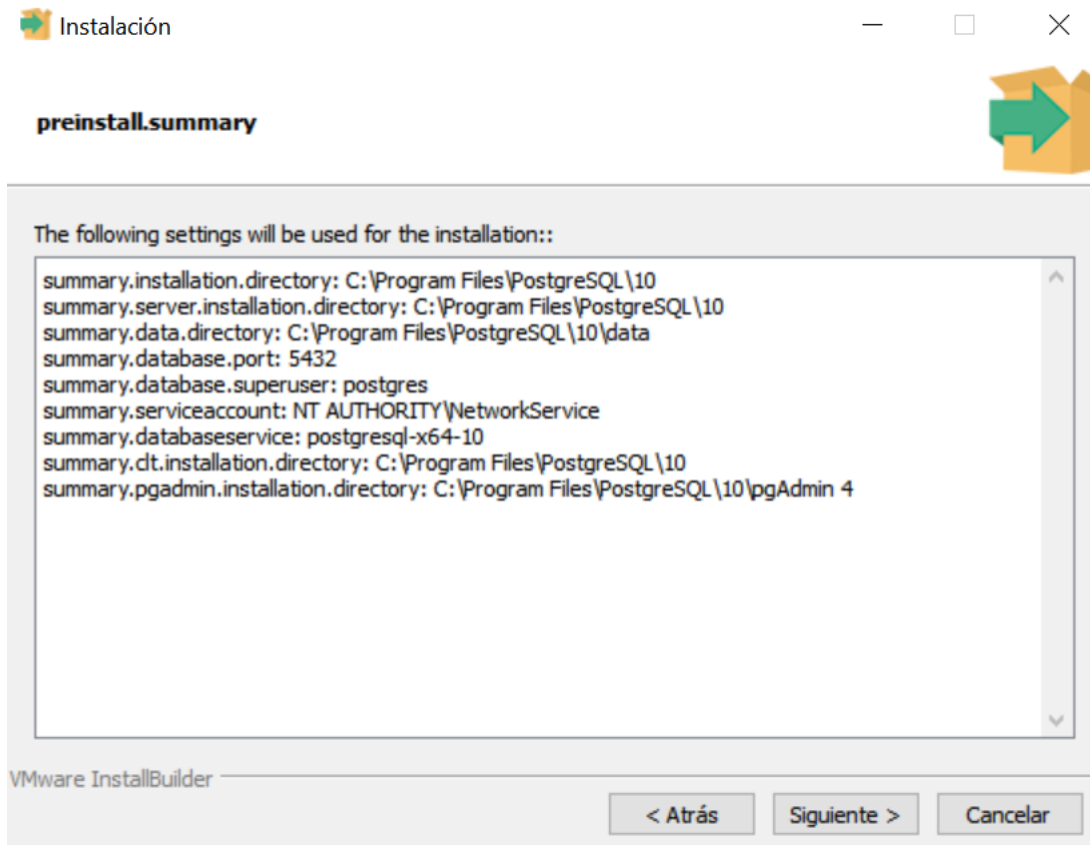 Instalación
preinstall.summary
The following settings will be used for the installation::
summary.installation.directory: C:\Program Files\PostgreSQL\10
summary.server.installation.directory: C:\Program Files\PostgreSQL\10
summary.data.directory: C:\Program Files\PostgreSQL\10\data
summary.database.port: 5432
summary.database.superuser: postgres
summary.serviceaccount: NT AUTHORITY\NetworkService
summary.databaseservice: postgresql-x64-10
summary.clt.installation.directory: C:\Program Files\PostgreSQL\10
summary.pgadmin.installation.directory: C:\Program Files\PostgreSQL\10\pgAdmin 4
VMware InstallBuilder
< Atrás Siguiente > Cancelar